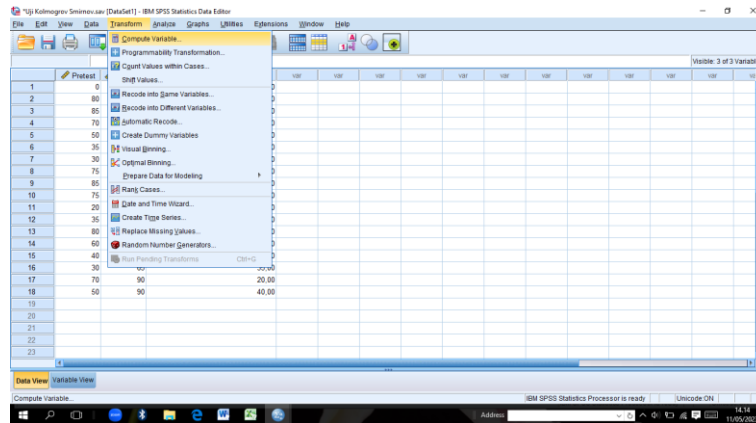 *Uji Kolmogrov Smirnov.sav [DataSet1] - IBM SPSS Statistics Data Editor
File Edit View Data Transform Analyze Graphs Utilities Extensions Window Help
Visible: 3 of 3 Variabl
Compute Variable...
Programmability Transformation...
Count Values within Cases...
Shift Values...
Recode into Same Variables...
Recode into Different Variables...
Automatic Recode...
Create Dummy Variables
Visual Binning...
Optimal Binning...
Prepare Data for Modeling
Rank Cases...
Date and Time Wizard...
Create Time Series...
Replace Missing Values...
Random Number Generators...
Run Pending Transforms Ctrl+G
Pretest var var var var var var var var var var
1 0
2 80
3 85
4 70
5 50
6 35
7 30
8 75
9 85
10 75
11 20
12 35
13 80
14 60
15 40
16 30
17 70 90 20,00
18 50 90 40,00
19
20
21
22
23
Data View Variable View
Compute Variable... IBM SPSS Statistics Processor is ready Unicode:ON
Address
14.14
11/05/202